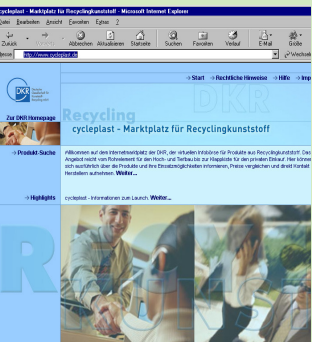 cycleplast - Marktplatz für Recyclingkunststoff - Microsoft Internet Explorer
Datei Bearbeiten Ansicht Favoriten Extras ?
Zurück Abbrechen Aktualisieren Startseite Suchen Favoriten Verlauf E-Mail Größe
http://www.cycleplast.de Wechseln
→ Start → Rechtliche Hinweise → Hilfe → Imp
DKR
DKR
Zur DKR Homepage
Recycling
cycleplast - Marktplatz für Recyclingkunststoff
→ Produkt-Suche
Willkommen auf dem Internetmarktplatz der DKR, der virtuellen Infobörse für Produkte aus Recyclingkunststoff. Das
Angebot reicht vom Rohrelement für den Hoch- und Tiefbau bis zur Klappkiste für den privaten Einkauf. Hier können
sich ausführlich über die Produkte und ihre Einsatzmöglichkeiten informieren, Preise vergleichen und direkt Kontakt
Herstellern aufnehmen. Weiter...
→ Highlights
cycleplast - Informationen zum Launch. Weiter...